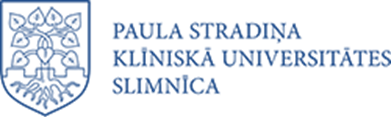 PAULA STRADIŅA
KLĪNISKĀ UNIVERSITĀTES
SLIMNĪCA